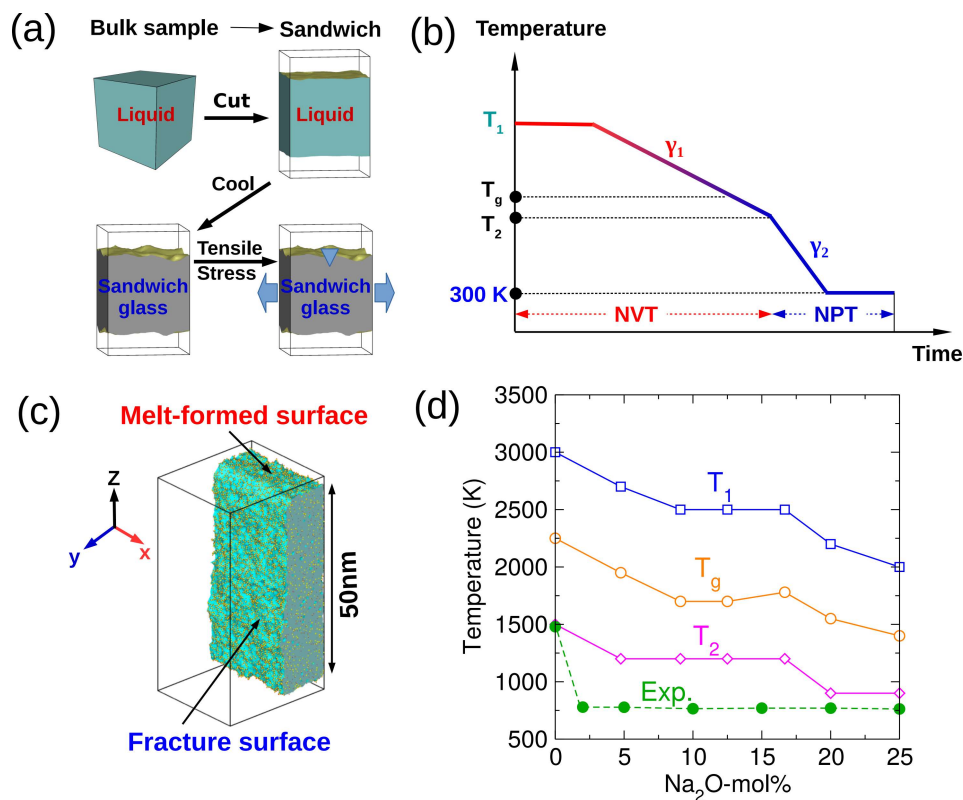 (a)
Bulk sample
Sandwich
Liquid
Cut
Liquid
Cool
Sandwich
glass
Tensile
Stress
Sandwich
glass
(b)
Temperature
T₁
γ₁
T_g
T₂
γ₂
300 K
NVT
NPT
Time
(c)
Melt-formed surface
Z
y
x
50nm
Fracture surface
(d)
3500
3000
2500
2000
1500
1000
500
Temperature (K)
T₁
T_g
T₂
Exp.
0
5
10
15
20
25
Na₂O-mol%